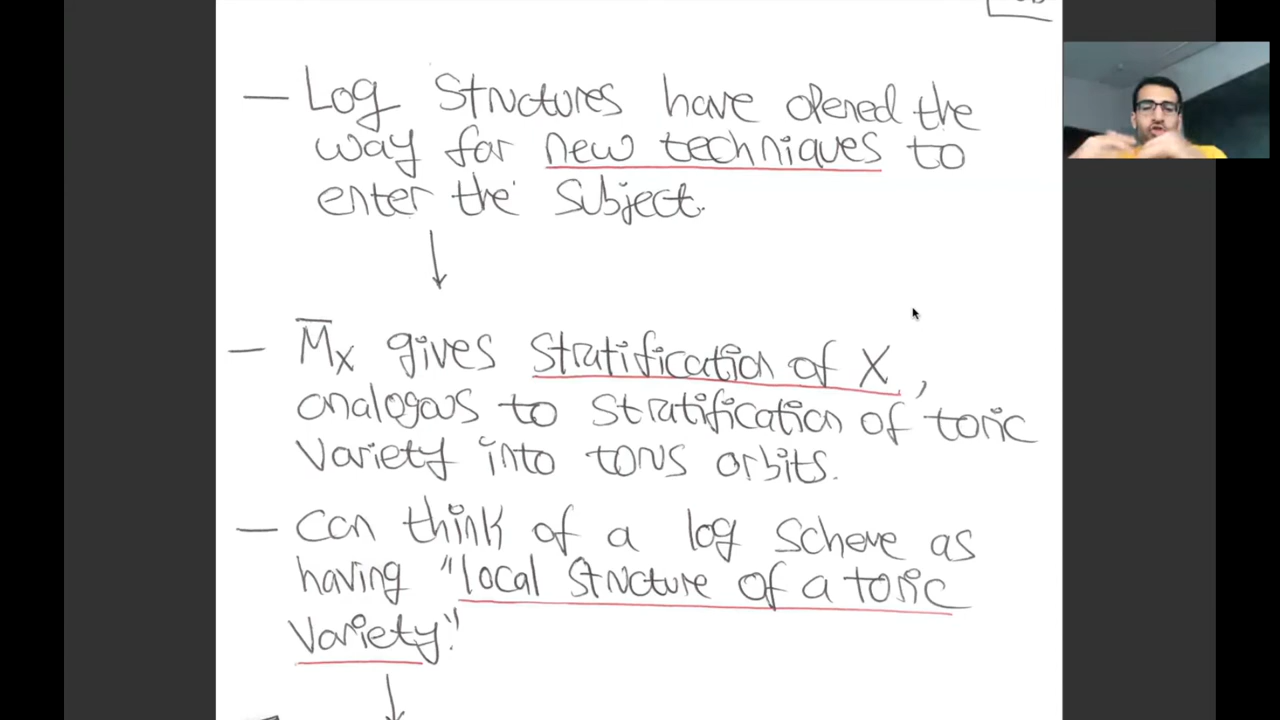 — Log Structures have opened the
way for new techniques to
enter the subject.
↓
— M̅x gives Stratification of X,
analogous to Stratification of toric
Variety into torus orbits.
— Can think of a log scheme as
having "local structure of a toric
Variety".
↓